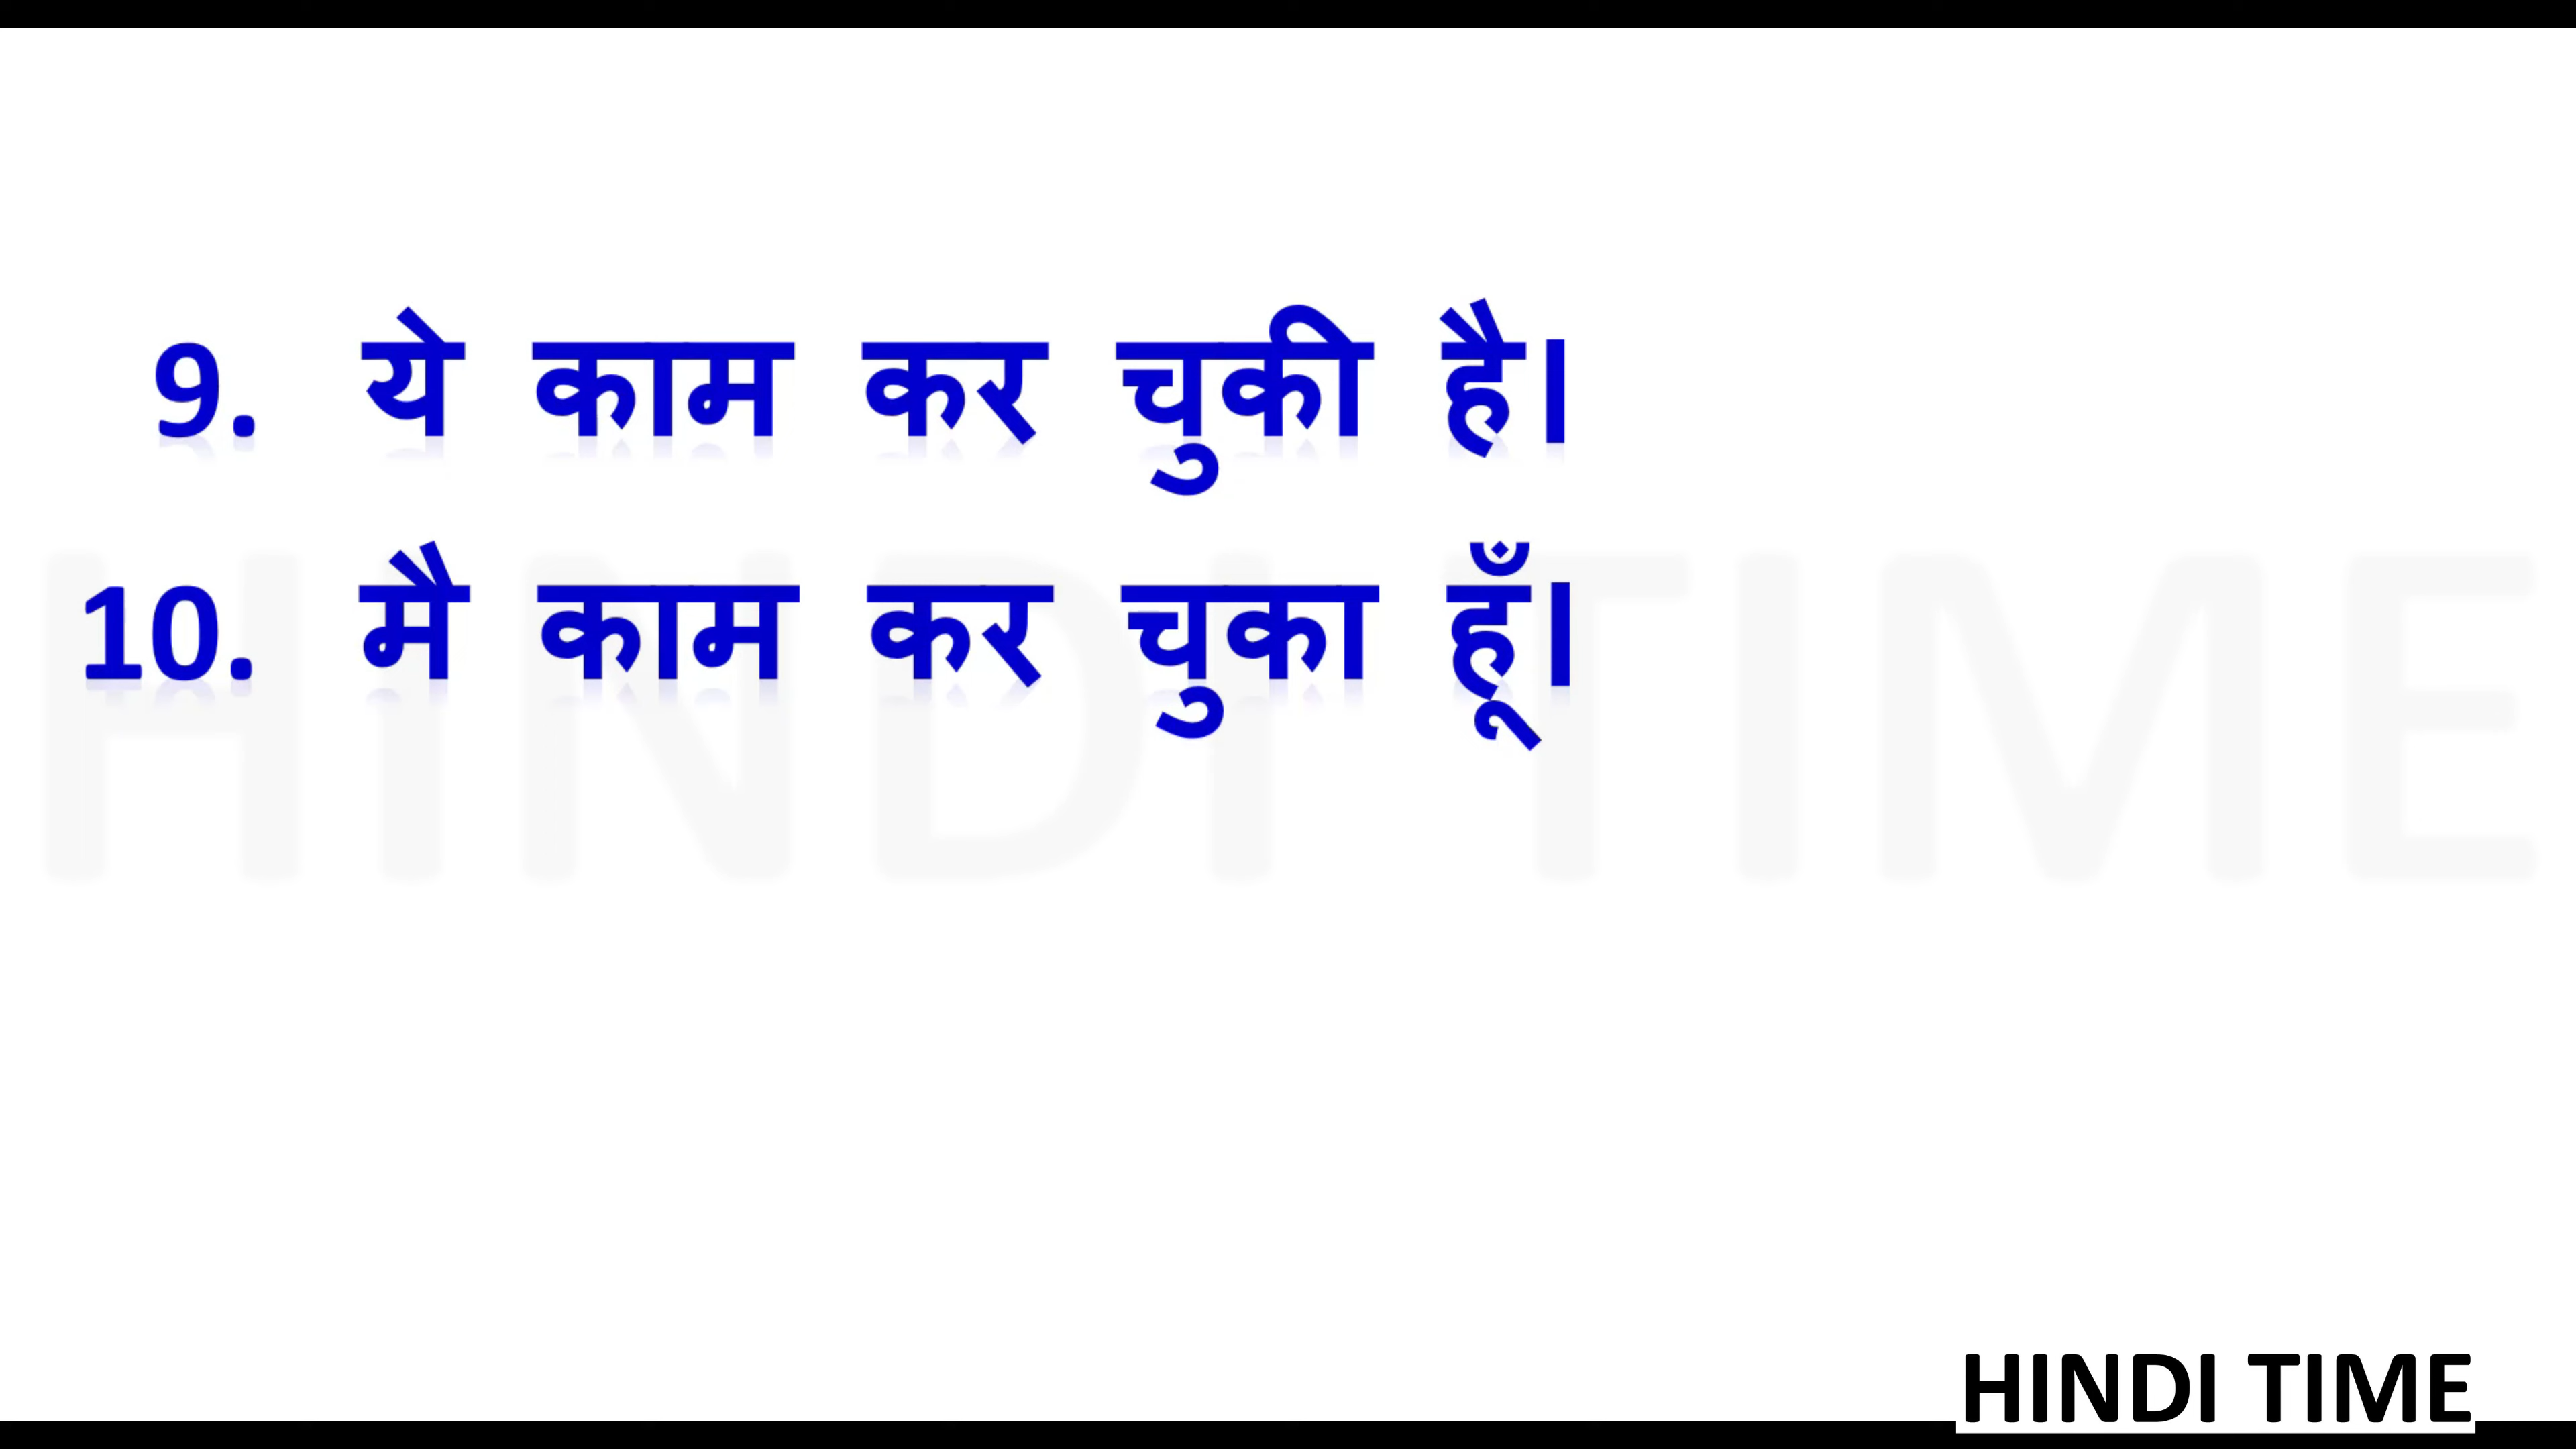 9. ये काम कर चुकी है।
10. मै काम कर चुका हूँ।
HINDI TIME
HINDI TIME